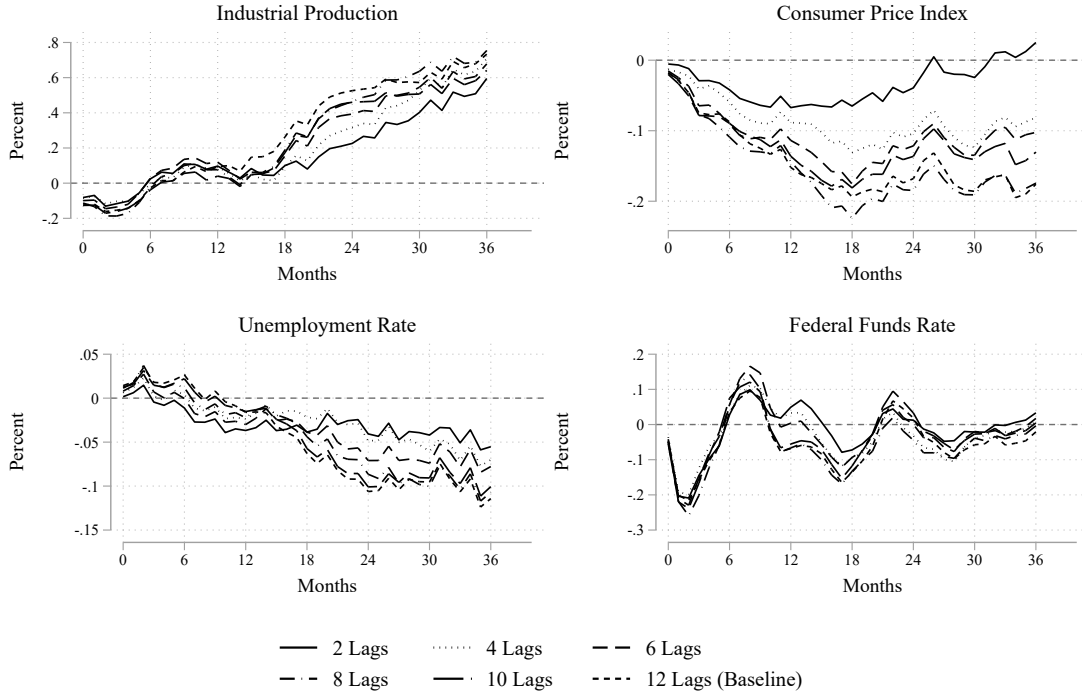 Industrial Production
Percent
.8
.6
.4
.2
0
-.2
0 6 12 18 24 30 36
Months
Consumer Price Index
Percent
0
-.1
-.2
0 6 12 18 24 30 36
Months
Unemployment Rate
Percent
.05
0
-.05
-.1
-.15
0 6 12 18 24 30 36
Months
Federal Funds Rate
Percent
.2
.1
0
-.1
-.2
-.3
0 6 12 18 24 30 36
Months
2 Lags 4 Lags 6 Lags
8 Lags 10 Lags 12 Lags (Baseline)